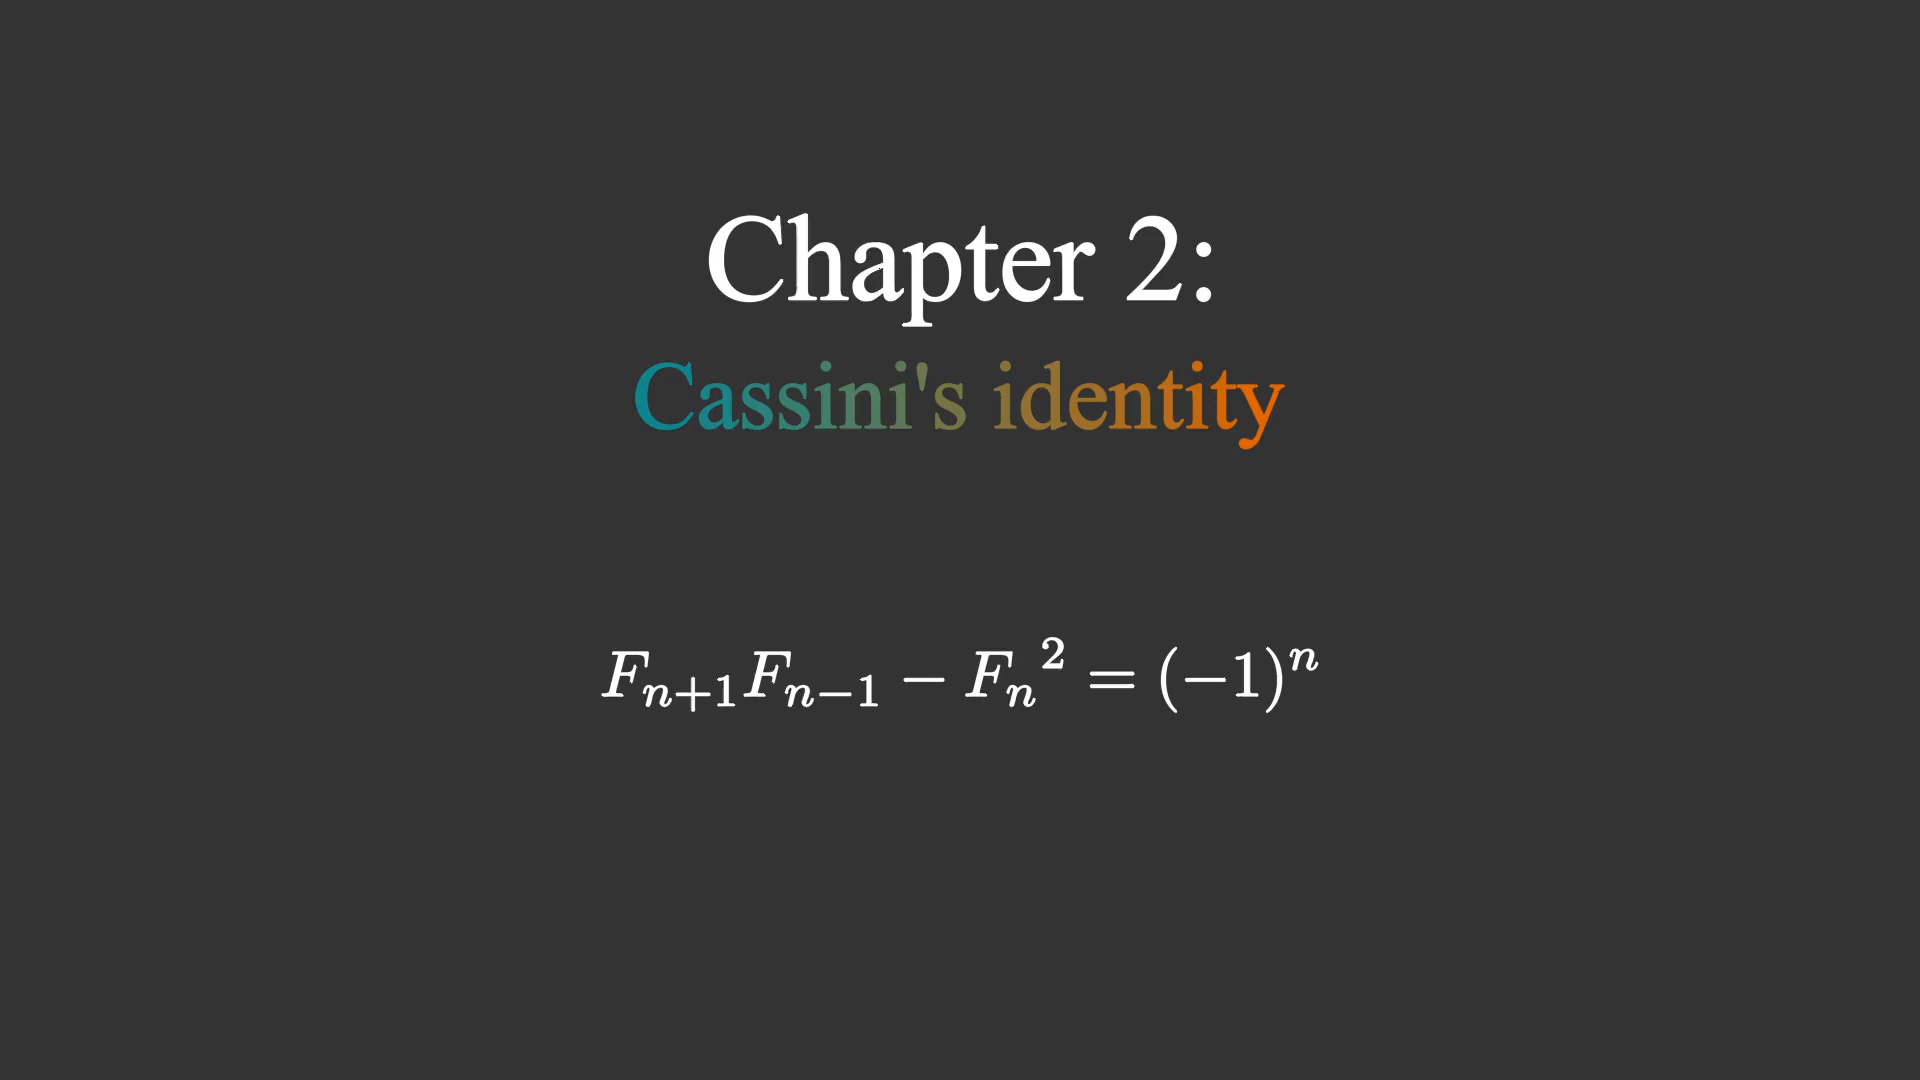 Chapter 2:
Cassini's identity
$F_{n+1}F_{n-1} - F_n{}^2 = (-1)^n$